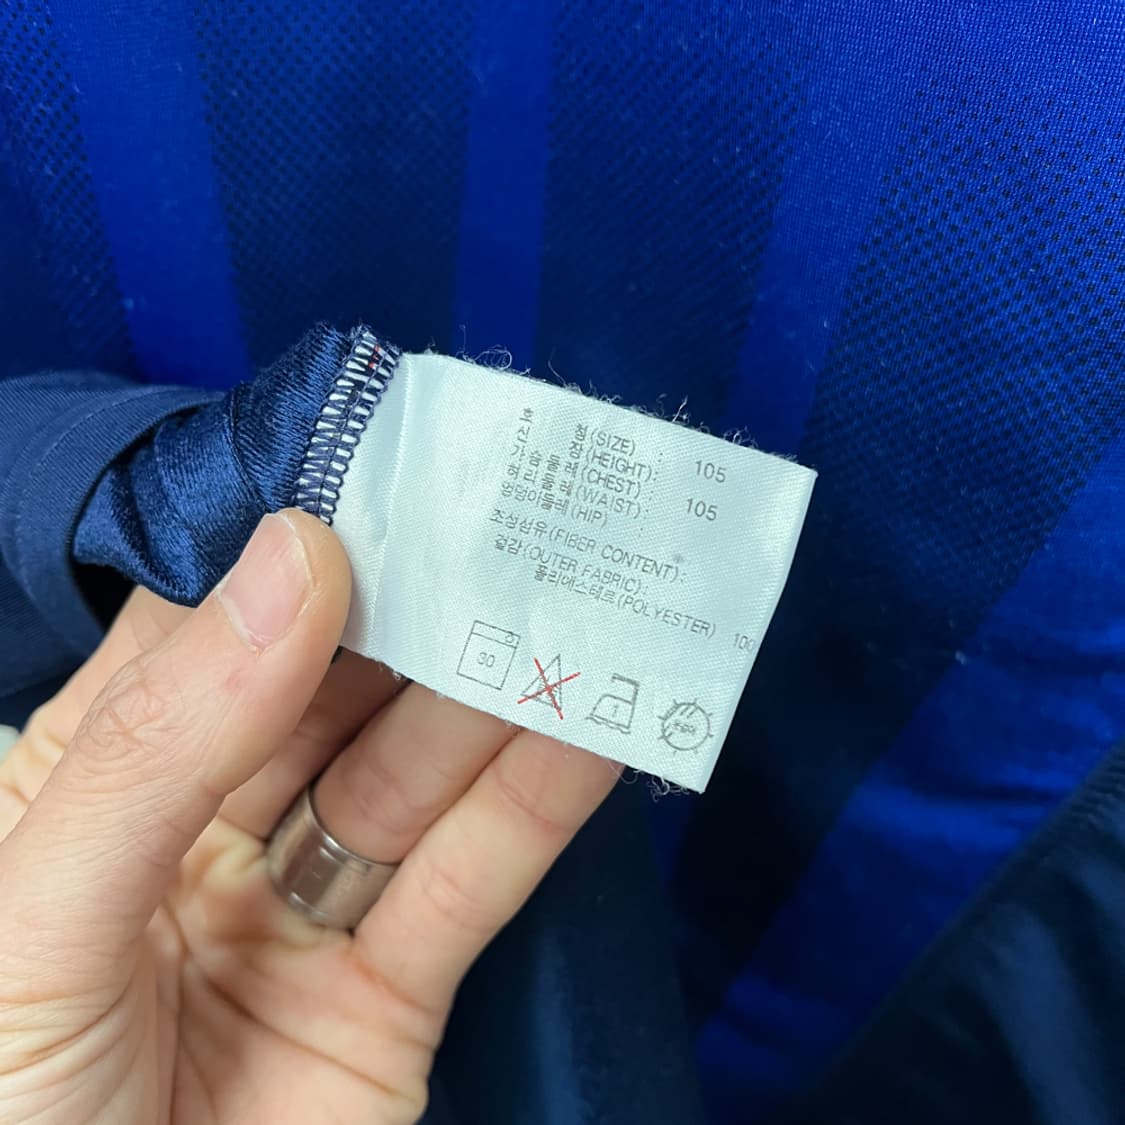 호 칭(SIZE) : 105
신 장(HEIGHT):
가슴둘레(CHEST) : 105
허리둘레(WAIST):
엉덩이둘레(HIP) :
조성섬유(FIBER CONTENT):
겉감(OUTER FABRIC):
폴리에스테르(POLYESTER) 100
30
1